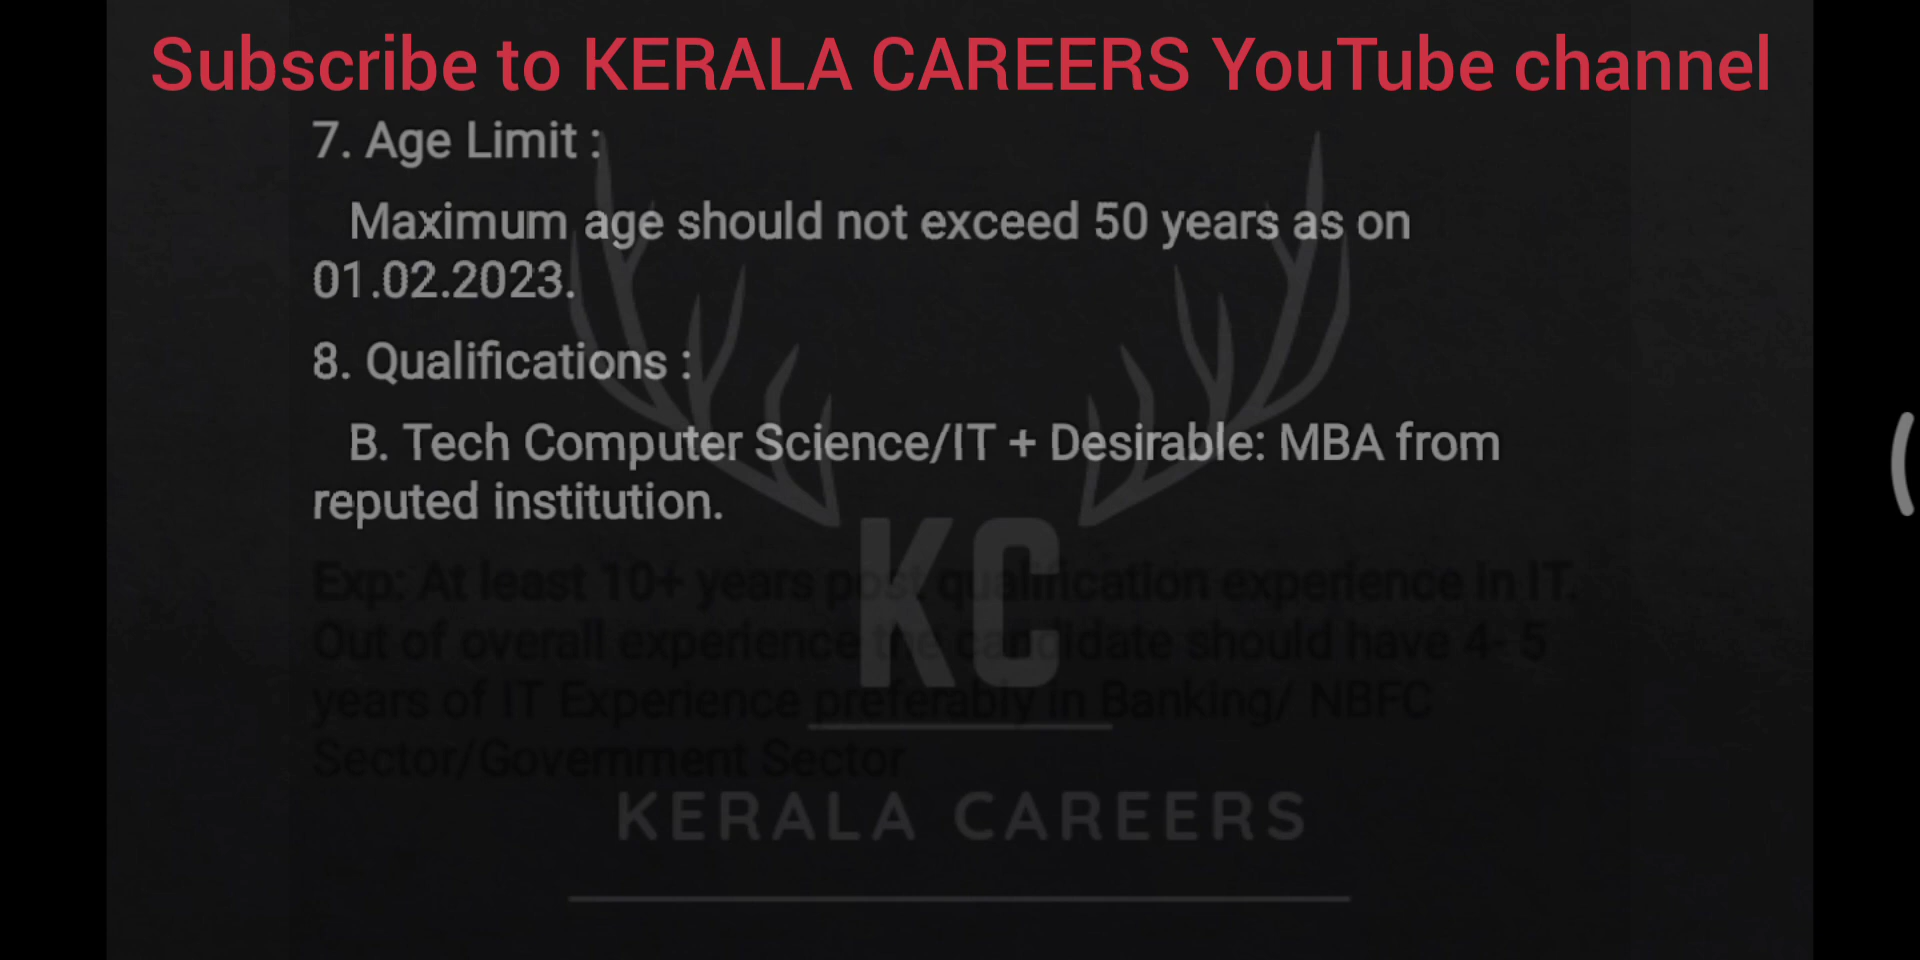 Subscribe to KERALA CAREERS YouTube channel
7. Age Limit :
Maximum age should not exceed 50 years as on
01.02.2023.
8. Qualifications :
B. Tech Computer Science/IT + Desirable: MBA from
reputed institution.
Exp: At least 10+ years post qualification experience in IT.
Out of overall experience the candidate should have 4- 5
years of IT Experience preferably in Banking/ NBFC
Sector/Government Sector
KC
KERALA CAREERS